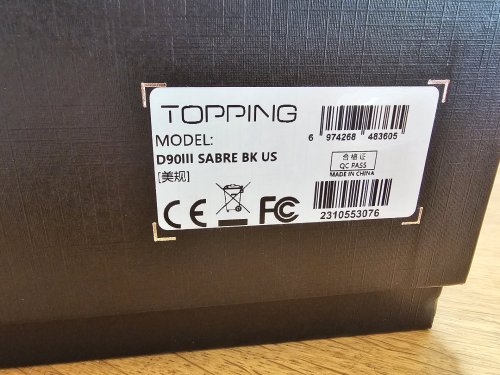 TOPPING
MODEL:
D90III SABRE BK US
[美规]
CE FC
6 974268 483605
合格证
QC PASS
MADE IN CHINA
2310553076